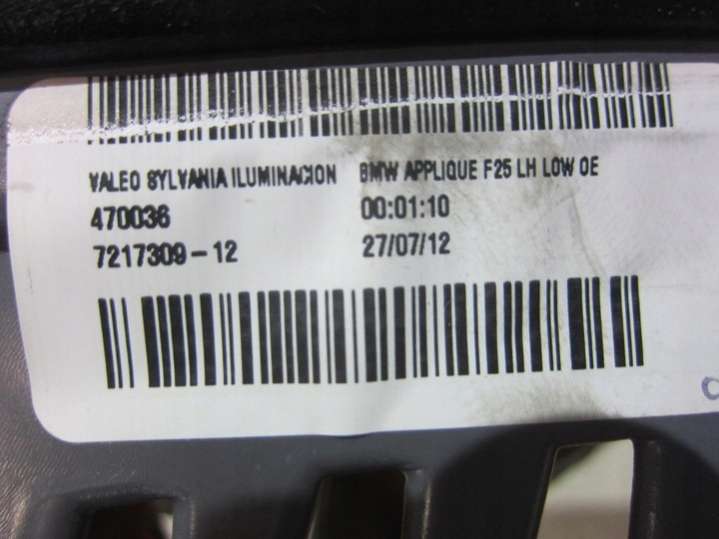 VALEO SYLVANIA ILUMINACION BMW APPLIQUE F25 LH LOW OE
470036 00:01:10
7217309-12 27/07/12